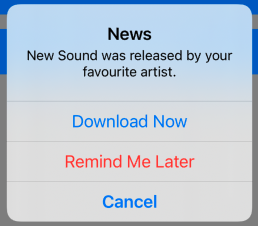 News
New Sound was released by your
favourite artist.
Download Now
Remind Me Later
Cancel